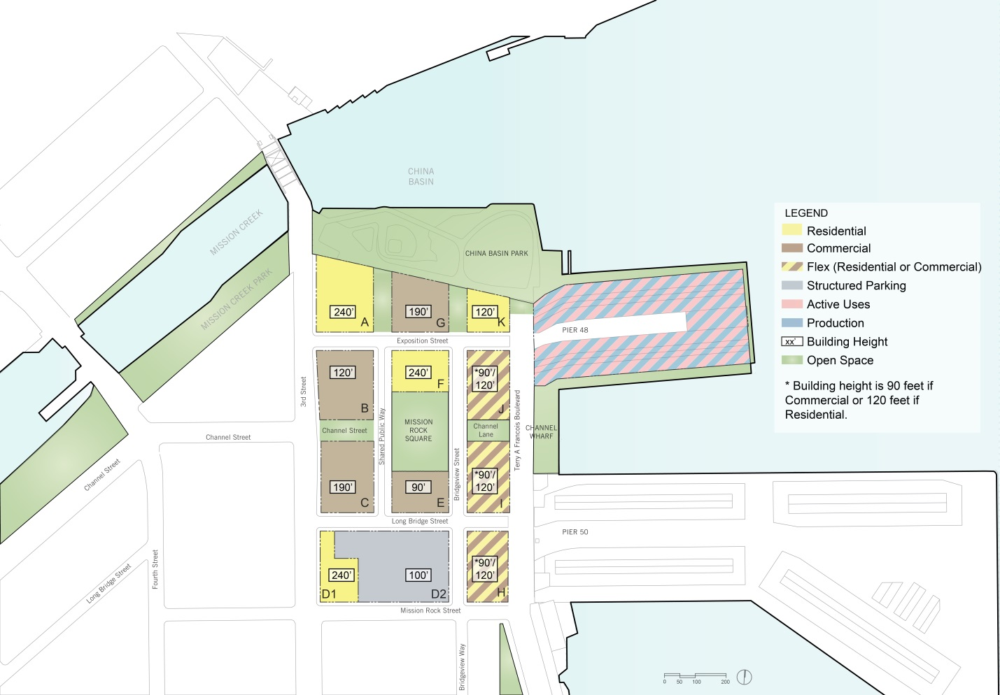 CHINA
BASIN
MISSION CREEK
MISSION CREEK PARK
CHINA BASIN PARK
LEGEND
Residential
Commercial
Flex (Residential or Commercial)
Structured Parking
Active Uses
Production
xx' Building Height
Open Space
* Building height is 90 feet if
Commercial or 120 feet if
Residential.
240'
A
190'
G
120'
K
PIER 48
Exposition Street
3rd Street
120'
B
240'
F
*90'/
120'
J
Shared Public Way
Channel Street
MISSION
ROCK
SQUARE
Bridgeview Street
Channel
Lane
Terry A Francois Boulevard
CHANNEL
WHARF
Channel Street
Channel Street
190'
C
90'
E
*90'/
120'
I
Long Bridge Street
PIER 50
240'
D1
100'
D2
*90'/
120'
H
Fourth Street
Long Bridge Street
Mission Rock Street
Bridgeview Way
0 50 100 200